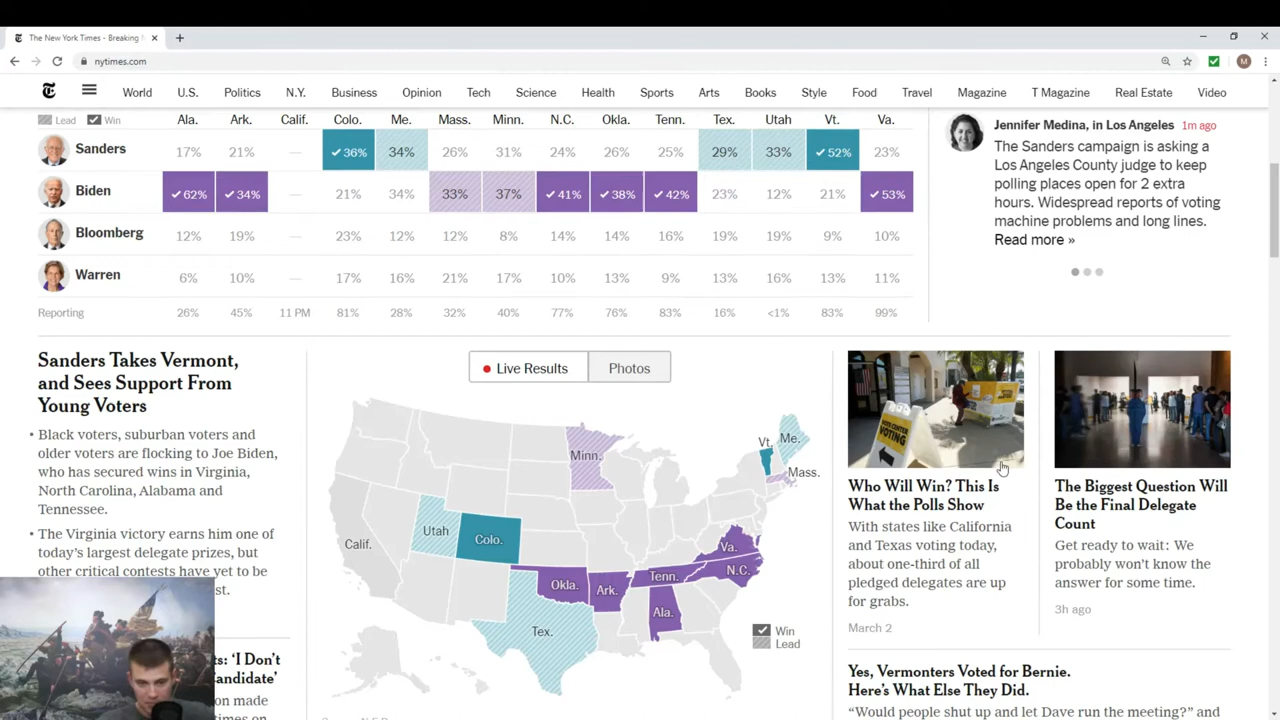 The New York Times - Breaking N
nytimes.com
M
World U.S. Politics N.Y. Business Opinion Tech Science Health Sports Arts Books Style Food Travel Magazine T Magazine Real Estate Video
Lead Win Ala. Ark. Calif. Colo. Me. Mass. Minn. N.C. Okla. Tenn. Tex. Utah Vt. Va.
Sanders 17% 21% — 36% 34% 26% 31% 24% 26% 25% 29% 33% 52% 23%
Biden 62% 34% — 21% 34% 33% 37% 41% 38% 42% 23% 12% 21% 53%
Bloomberg 12% 19% — 23% 12% 12% 8% 14% 14% 16% 19% 19% 9% 10%
Warren 6% 10% — 17% 16% 21% 17% 10% 13% 9% 13% 16% 13% 11%
Reporting 26% 45% 11 PM 81% 28% 32% 40% 77% 76% 83% 16% <1% 83% 99%
Jennifer Medina, in Los Angeles 1m ago
The Sanders campaign is asking a
Los Angeles County judge to keep
polling places open for 2 extra
hours. Widespread reports of voting
machine problems and long lines.
Read more »
Sanders Takes Vermont,
and Sees Support From
Young Voters
• Black voters, suburban voters and
older voters are flocking to Joe Biden,
who has secured wins in Virginia,
North Carolina, Alabama and
Tennessee.
• The Virginia victory earns him one of
today's largest delegate prizes, but
other critical contests have yet to be
ts: 'I Don't
Candidate'
on made
times on
Live Results Photos
Minn.
Vt. Me.
Mass.
Utah
Colo.
Calif.
Va.
N.C.
Tenn.
Okla.
Ark.
Ala.
Tex.
Win
Lead
VOTE CENTER
VOTING
Who Will Win? This Is
What the Polls Show
With states like California
and Texas voting today,
about one-third of all
pledged delegates are up
for grabs.
March 2
The Biggest Question Will
Be the Final Delegate
Count
Get ready to wait: We
probably won't know the
answer for some time.
3h ago
Yes, Vermonters Voted for Bernie.
Here's What Else They Did.
"Would people shut up and let Dave run the meeting?" and